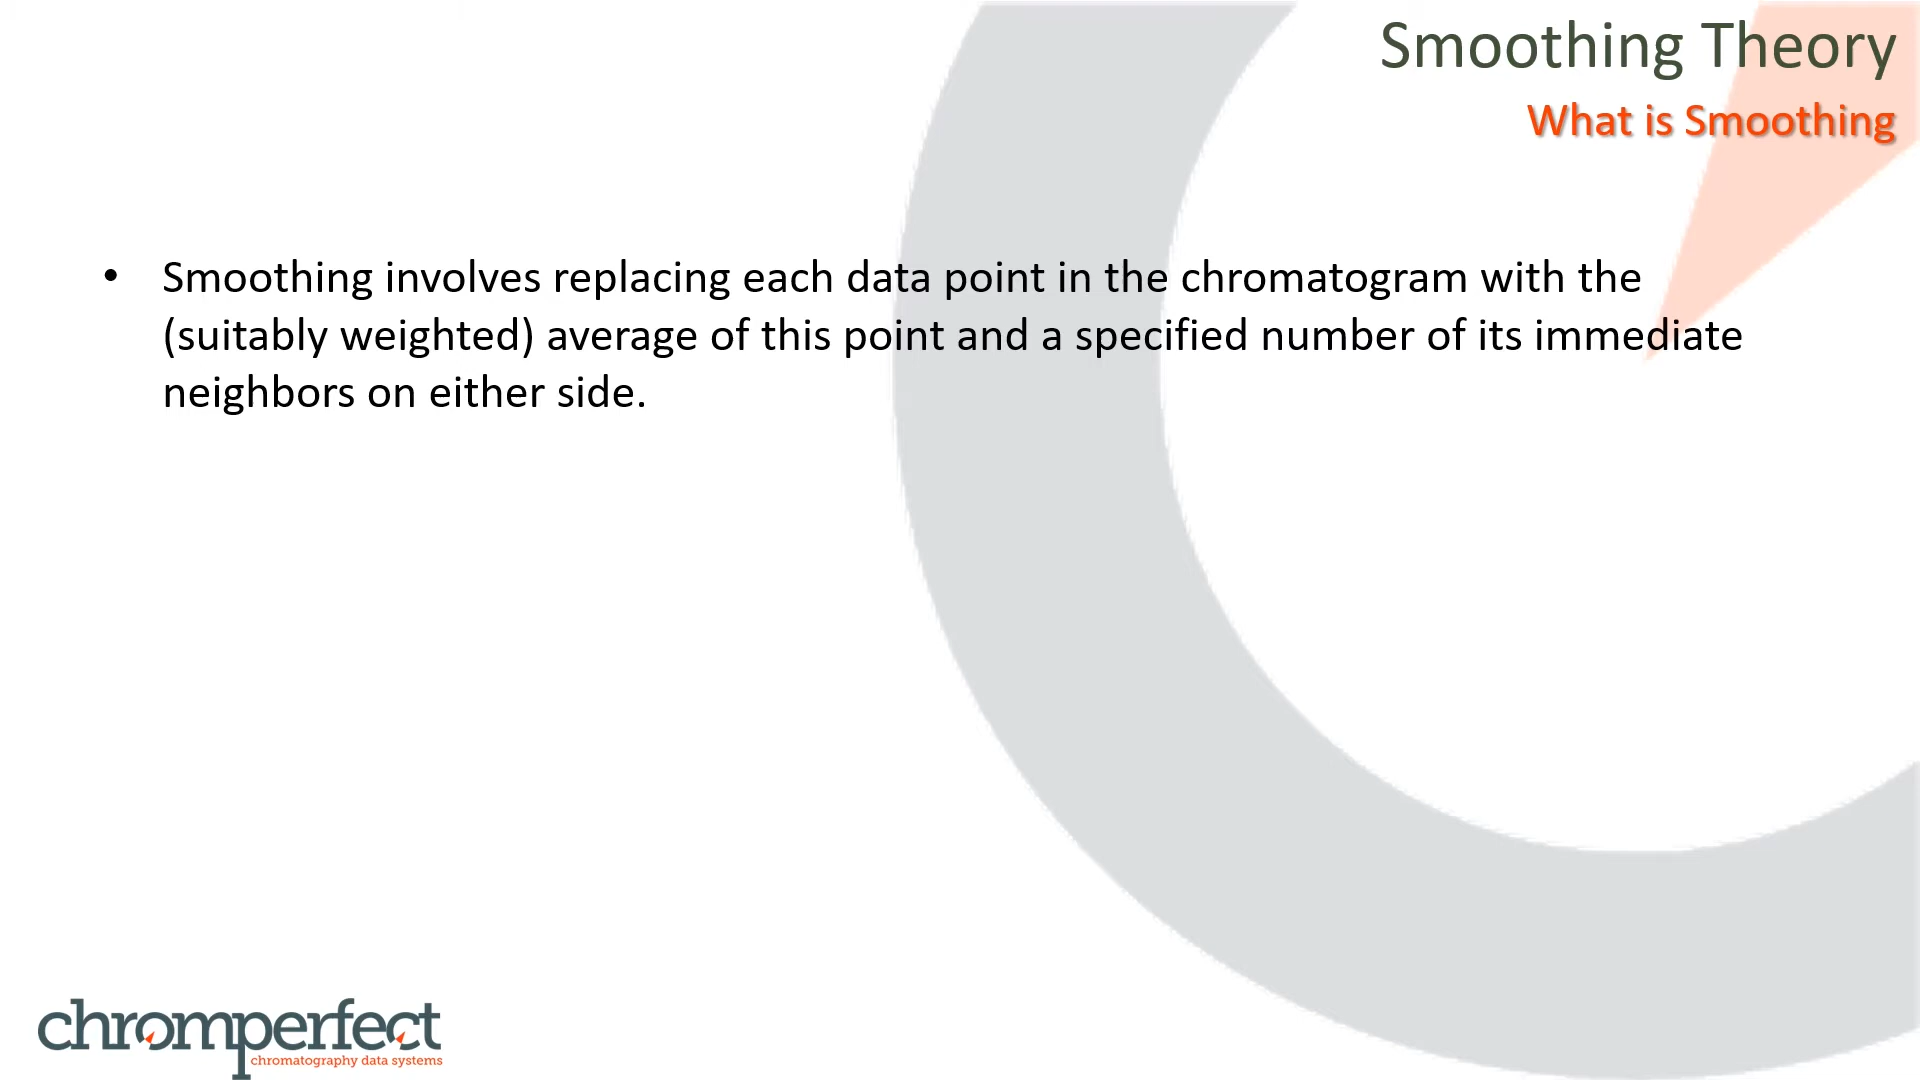 Smoothing Theory
What is Smoothing
• Smoothing involves replacing each data point in the chromatogram with the
(suitably weighted) average of this point and a specified number of its immediate
neighbors on either side.
chromperfect
chromatography data systems